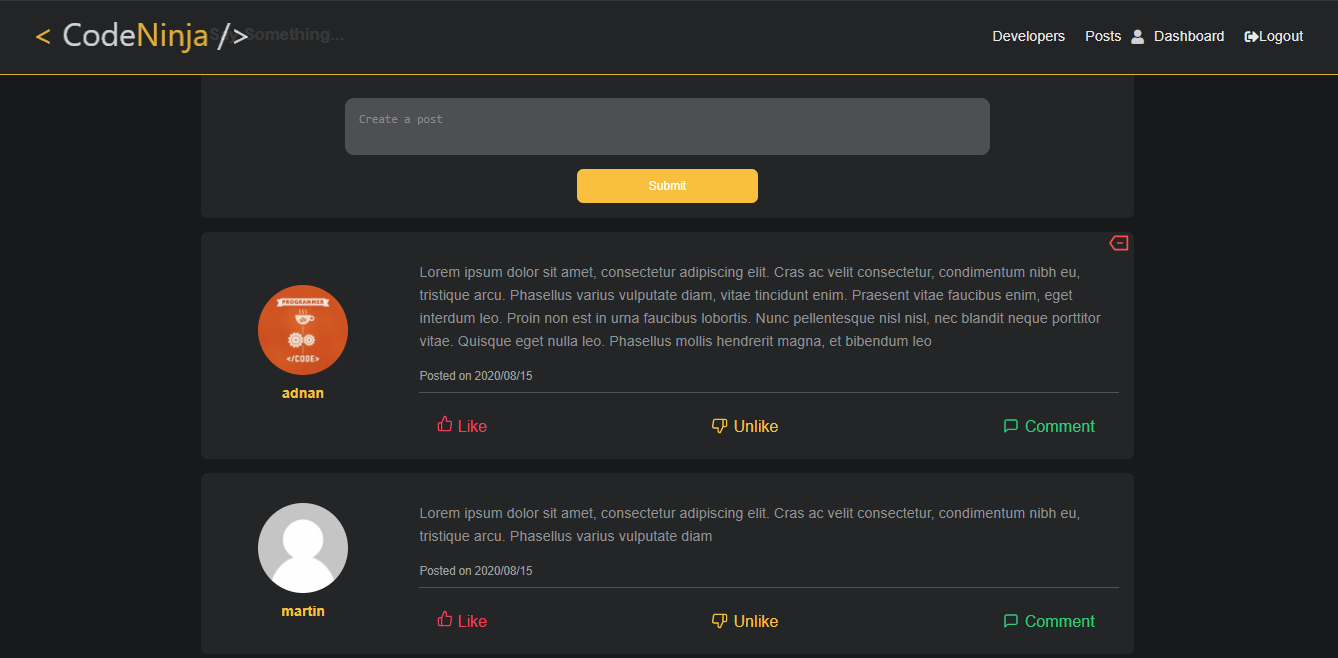 < CodeNinja />
Say Something...
Developers Posts Dashboard Logout
Create a post
Submit
Lorem ipsum dolor sit amet, consectetur adipiscing elit. Cras ac velit consectetur, condimentum nibh eu,
tristique arcu. Phasellus varius vulputate diam, vitae tincidunt enim. Praesent vitae faucibus enim, eget
interdum leo. Proin non est in urna faucibus lobortis. Nunc pellentesque nisl nisl, nec blandit neque porttitor
vitae. Quisque eget nulla leo. Phasellus mollis hendrerit magna, et bibendum leo
PROGRAMMER
</CODE>
adnan
Posted on 2020/08/15
Like Unlike Comment
Lorem ipsum dolor sit amet, consectetur adipiscing elit. Cras ac velit consectetur, condimentum nibh eu,
tristique arcu. Phasellus varius vulputate diam
martin
Posted on 2020/08/15
Like Unlike Comment